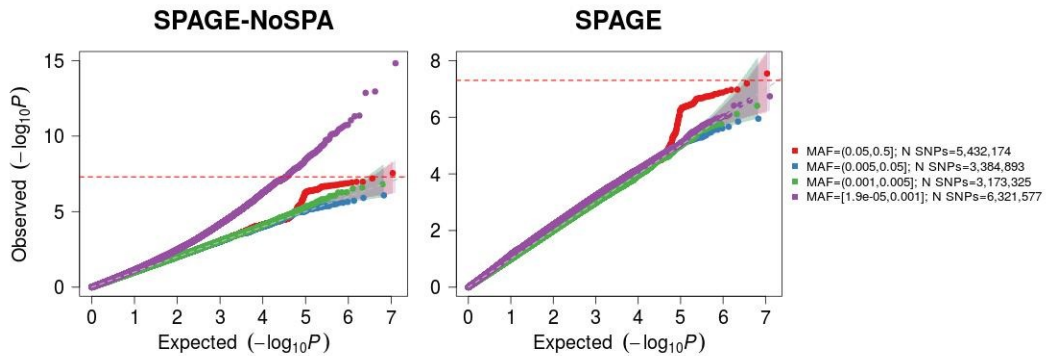 SPAGE-NoSPA
SPAGE
15
10
5
0
0 1 2 3 4 5 6 7
Observed (−log10P)
Expected (−log10P)
8
6
4
2
0
0 1 2 3 4 5 6 7
Expected (−log10P)
MAF=(0.05,0.5]; N SNPs=5,432,174
MAF=(0.005,0.05]; N SNPs=3,384,893
MAF=(0.001,0.005]; N SNPs=3,173,325
MAF=[1.9e-05,0.001]; N SNPs=6,321,577